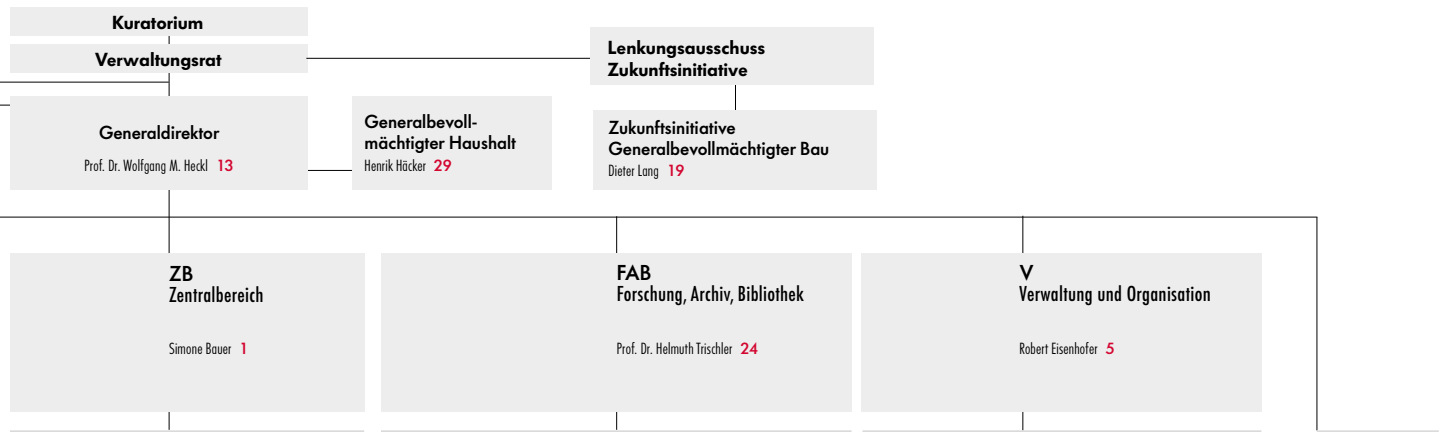 Kuratorium
Verwaltungsrat
Lenkungsausschuss
Zukunftsinitiative
Generaldirektor
Prof. Dr. Wolfgang M. Heckl 13
Generalbevoll-
mächtigter Haushalt
Henrik Häcker 29
Zukunftsinitiative
Generalbevollmächtigter Bau
Dieter Lang 19
ZB
Zentralbereich
Simone Bauer 1
FAB
Forschung, Archiv, Bibliothek
Prof. Dr. Helmuth Trischler 24
V
Verwaltung und Organisation
Robert Eisenhofer 5